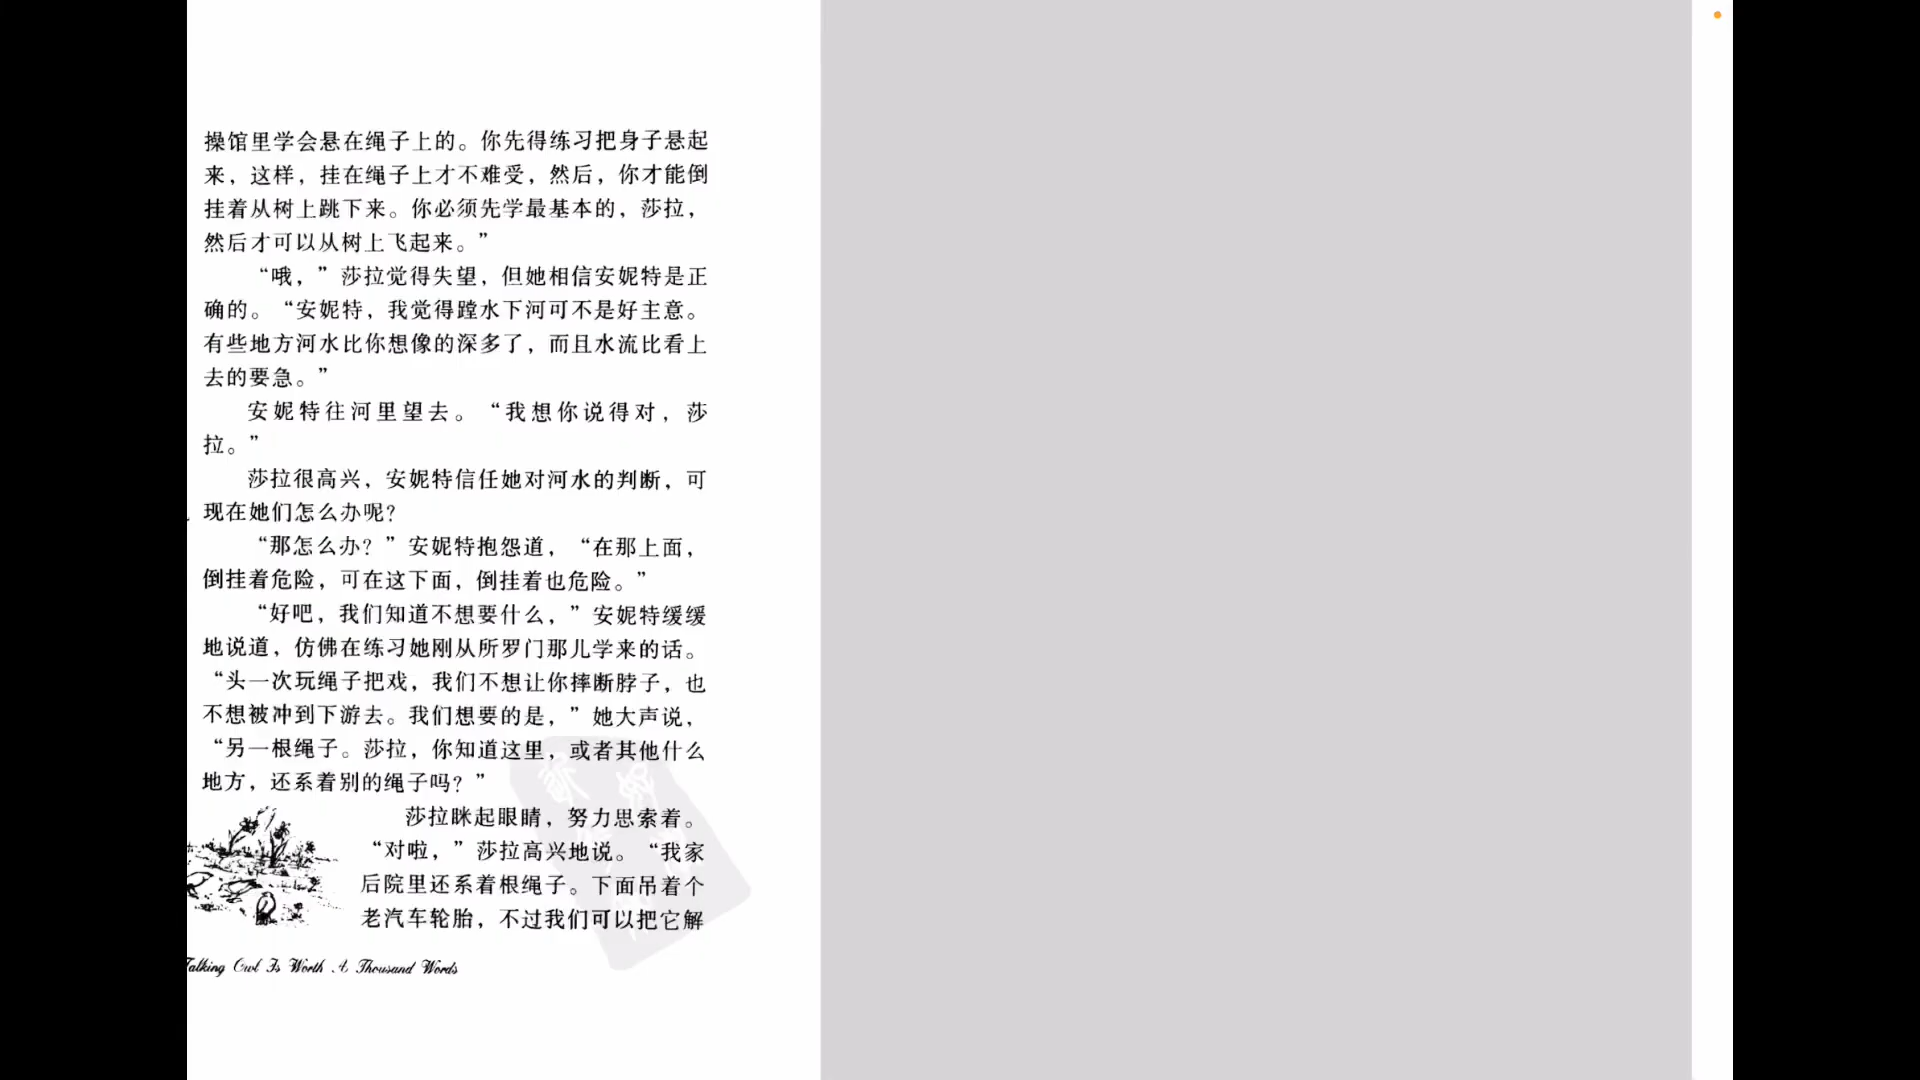 操馆里学会悬在绳子上的。你先得练习把身子悬起
来，这样，挂在绳子上才不难受，然后，你才能倒
挂着从树上跳下来。你必须先学最基本的，莎拉，
然后才可以从树上飞起来。”
“哦，”莎拉觉得失望，但她相信安妮特是正
确的。“安妮特，我觉得蹚水下河可不是好主意。
有些地方河水比你想像的深多了，而且水流比看上
去的要急。”
安妮特往河里望去。“我想你说得对，莎
拉。”
莎拉很高兴，安妮特信任她对河水的判断，可
现在她们怎么办呢？
“那怎么办？”安妮特抱怨道，“在那上面，
倒挂着危险，可在这下面，倒挂着也危险。”
“好吧，我们知道不想要什么，”安妮特缓缓
地说道，仿佛在练习她刚从所罗门那儿学来的话。
“头一次玩绳子把戏，我们不想让你摔断脖子，也
不想被冲到下游去。我们想要的是，”她大声说，
“另一根绳子。莎拉，你知道这里，或者其他什么
地方，还系着别的绳子吗？”
莎拉眯起眼睛，努力思索着。
“对啦，”莎拉高兴地说。“我家
后院里还系着根绳子。下面吊着个
老汽车轮胎，不过我们可以把它解
Talking Owl Is Worth A Thousand Words